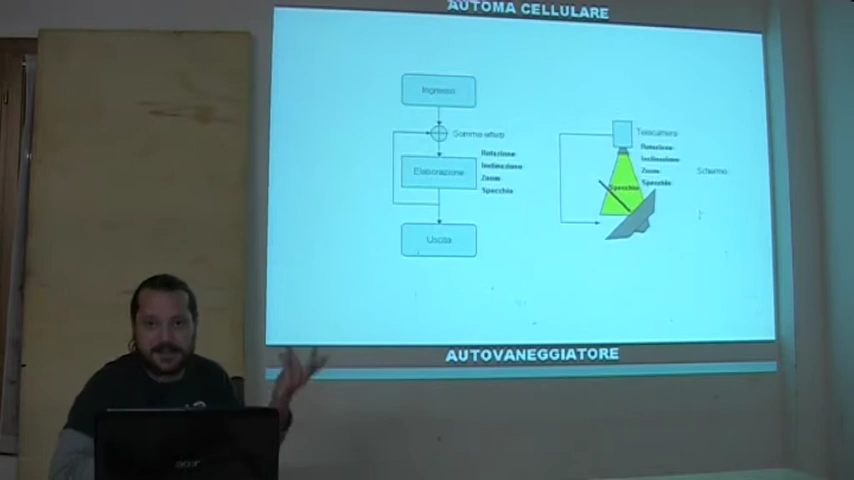 AUTOMA CELLULARE
Ingresso
Somma effetti
Rotazione
Inclinazione
Zoom
Specchio
Elaborazione
Uscita
Telecamera
Rotazione
Inclinazione
Zoom
Specchio
Specchio
Schermo
AUTOVANEGGIATORE
acer